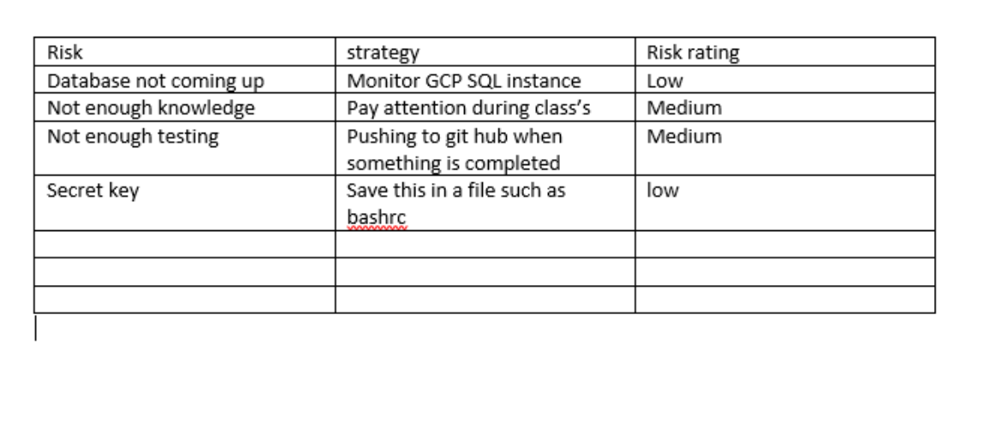 Risk strategy Risk rating
Database not coming up Monitor GCP SQL instance Low
Not enough knowledge Pay attention during class’s Medium
Not enough testing Pushing to git hub when Medium
something is completed
Secret key Save this in a file such as low
bashrc